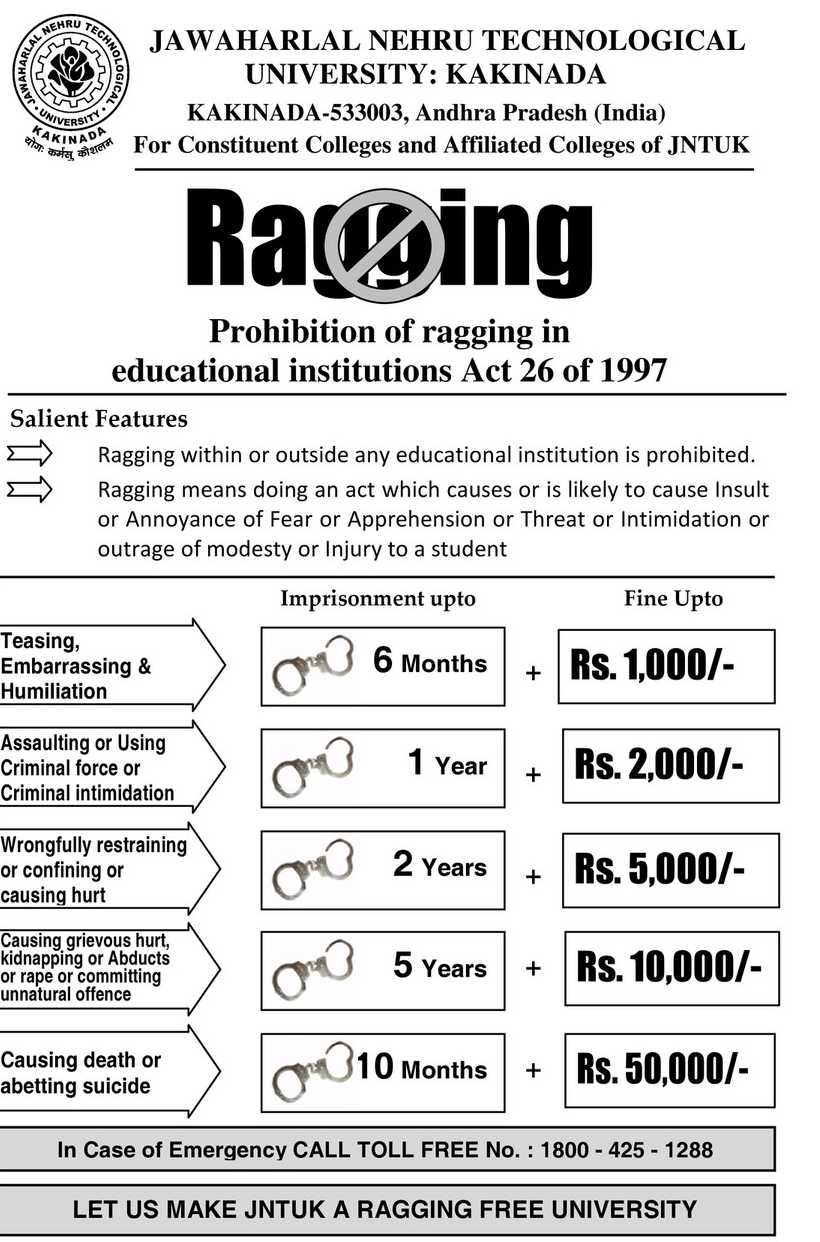 JAWAHARLAL NEHRU TECHNOLOGICAL
UNIVERSITY
KAKINADA
योगः कर्मसु कौशलम्
JAWAHARLAL NEHRU TECHNOLOGICAL
UNIVERSITY: KAKINADA
KAKINADA-533003, Andhra Pradesh (India)
For Constituent Colleges and Affiliated Colleges of JNTUK
Ragging
Prohibition of ragging in
educational institutions Act 26 of 1997
Salient Features
Ragging within or outside any educational institution is prohibited.
Ragging means doing an act which causes or is likely to cause Insult
or Annoyance of Fear or Apprehension or Threat or Intimidation or
outrage of modesty or Injury to a student
Imprisonment upto Fine Upto
Teasing,
Embarrassing &
Humiliation
6 Months + Rs. 1,000/-
Assaulting or Using
Criminal force or
Criminal intimidation
1 Year + Rs. 2,000/-
Wrongfully restraining
or confining or
causing hurt
2 Years + Rs. 5,000/-
Causing grievous hurt,
kidnapping or Abducts
or rape or committing
unnatural offence
5 Years + Rs. 10,000/-
Causing death or
abetting suicide
10 Months + Rs. 50,000/-
In Case of Emergency CALL TOLL FREE No. : 1800 - 425 - 1288
LET US MAKE JNTUK A RAGGING FREE UNIVERSITY